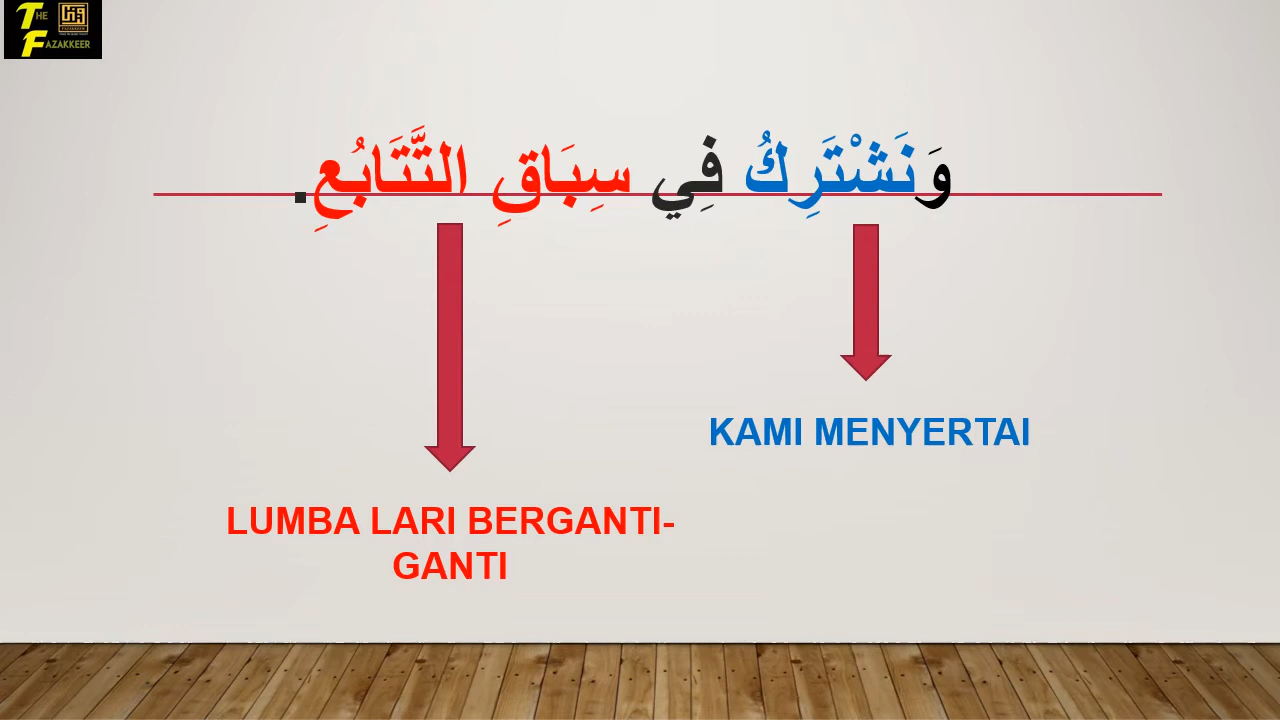 THE
FAZAKKEER
وَنَشْتَرِكُ فِي سِبَاقِ التَّتَابُعِ.
KAMI MENYERTAI
LUMBA LARI BERGANTI-
GANTI